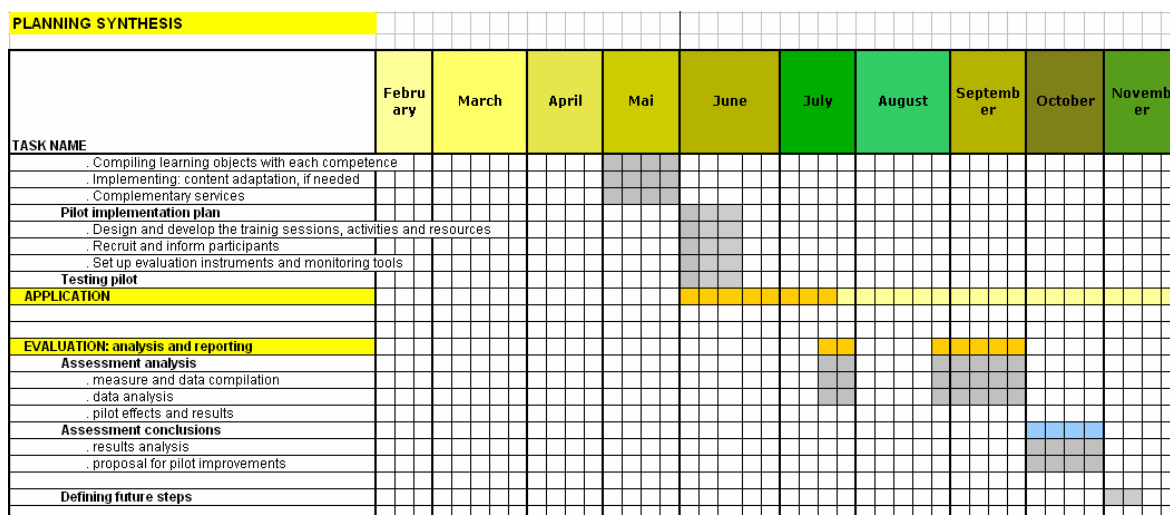 PLANNING SYNTHESIS
TASK NAME
Febru
ary
March
April
Mai
June
July
August
Septemb
er
October
Novemb
er
. Compiling learning objects with each competence
. Implementing: content adaptation, if needed
. Complementary services
Pilot implementation plan
. Design and develop the trainig sessions, activities and resources
. Recruit and inform participants
. Set up evaluation instruments and monitoring tools
Testing pilot
APPLICATION
EVALUATION: analysis and reporting
Assessment analysis
. measure and data compilation
. data analysis
. pilot effects and results
Assessment conclusions
. results analysis
. proposal for pilot improvements
Defining future steps